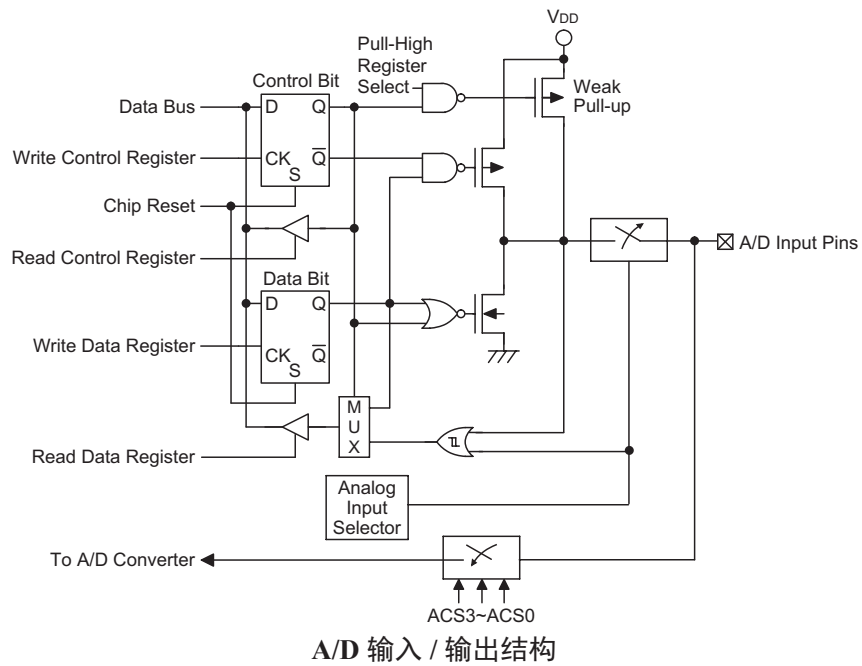 VDD
Pull-High
Register
Select
Control Bit
Weak
Pull-up
Data Bus
D
Q
Write Control Register
CK
Q̅
S
Chip Reset
Read Control Register
A/D Input Pins
Data Bit
D
Q
Write Data Register
CK
Q̅
S
M
U
X
Read Data Register
Analog
Input
Selector
To A/D Converter
ACS3~ACS0
A/D 输入 / 输出结构